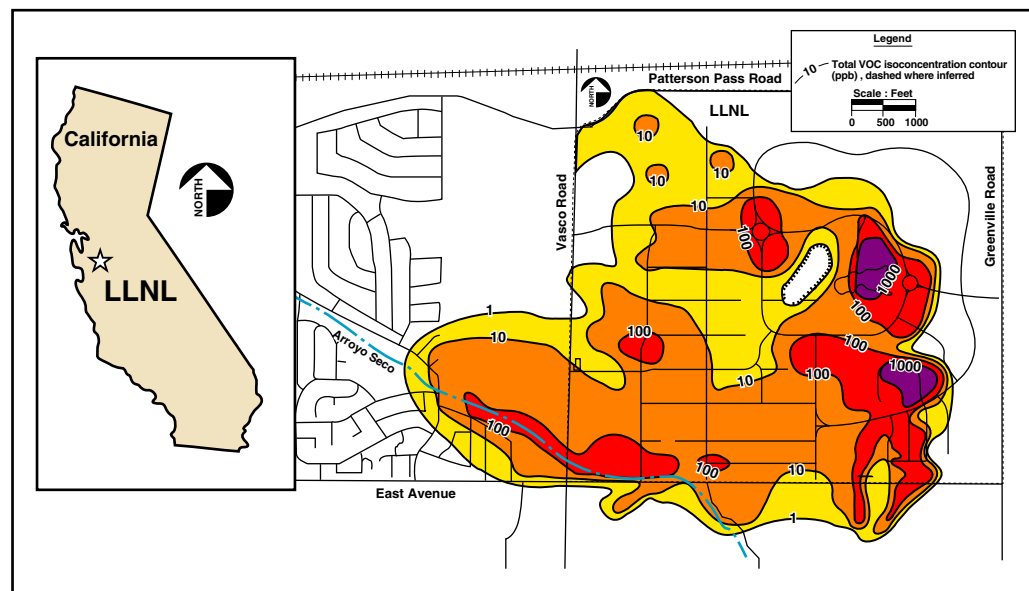 California
NORTH
LLNL
Legend
10 Total VOC isoconcentration contour
(ppb) , dashed where inferred
Scale : Feet
0 500 1000
Patterson Pass Road
NORTH
LLNL
Vasco Road
Greenville Road
Arroyo Seco
East Avenue
10
10
10
10
100
1000
100
1
10
100
100
100
1000
10
100
100
10
1